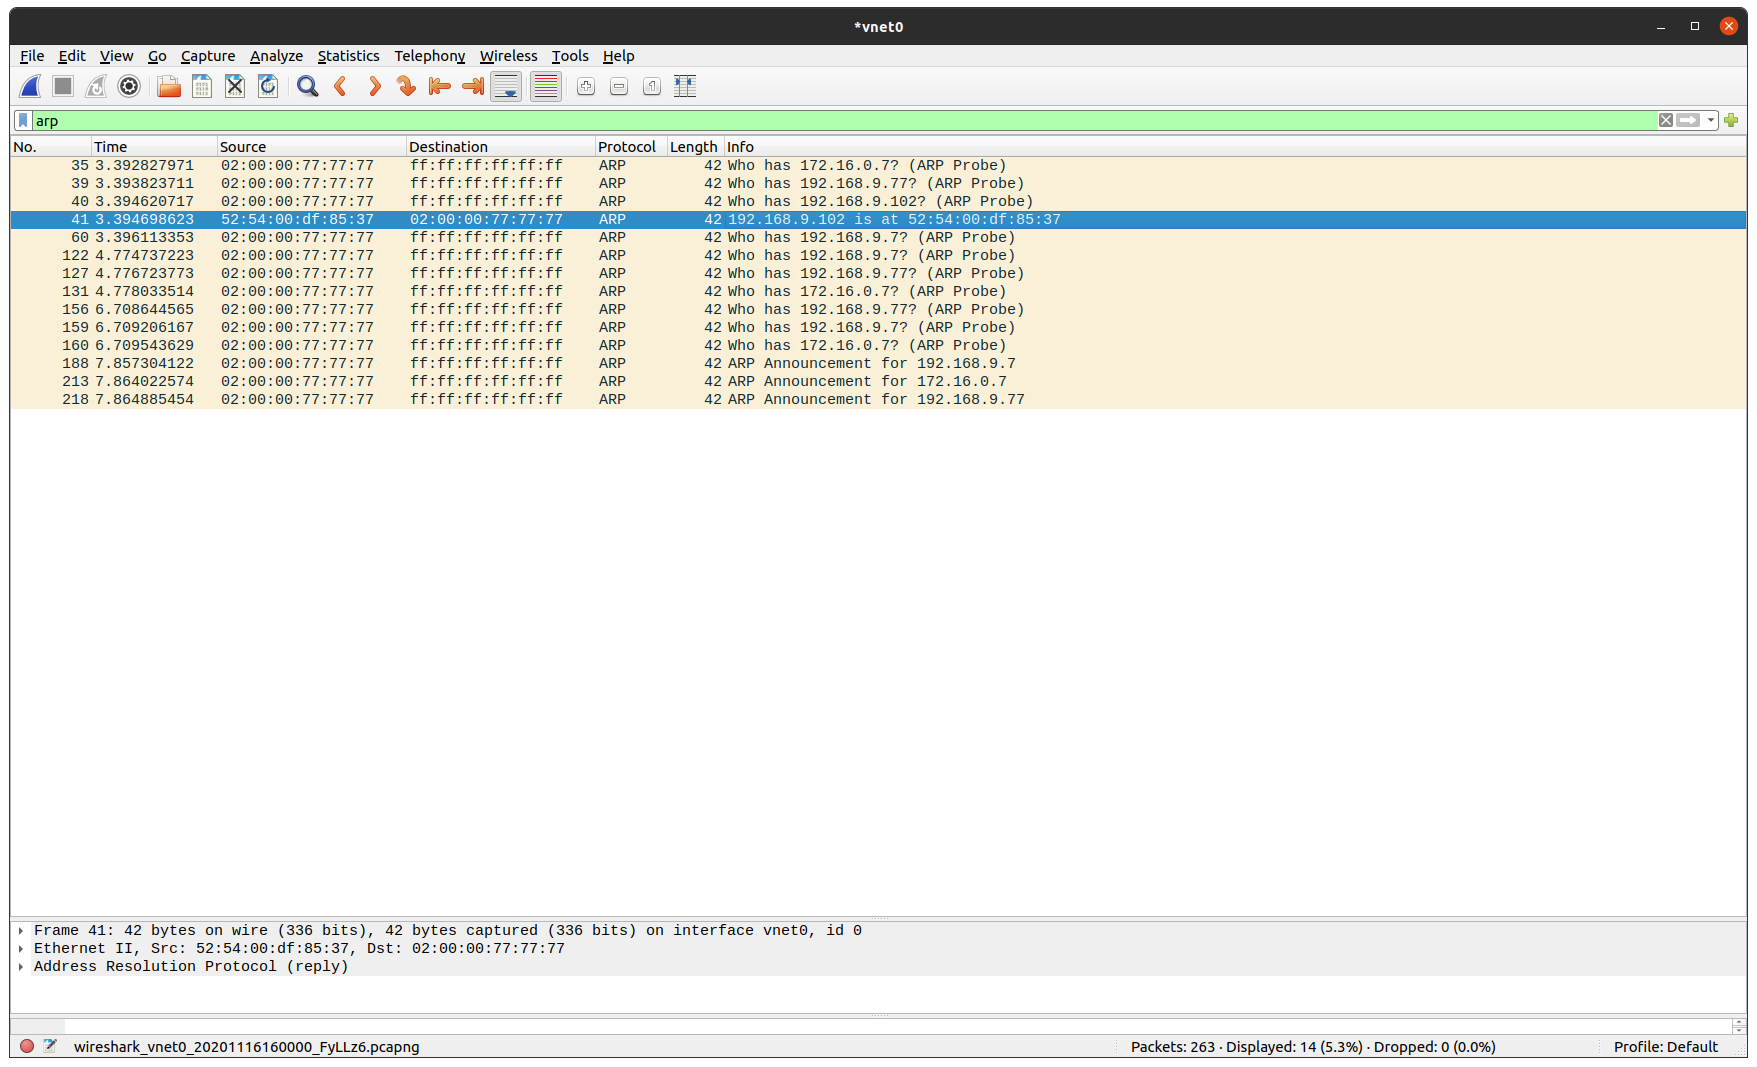 *vnet0
File Edit View Go Capture Analyze Statistics Telephony Wireless Tools Help
arp
No. Time Source Destination Protocol Length Info
35 3.392827971 02:00:00:77:77:77 ff:ff:ff:ff:ff:ff ARP 42 Who has 172.16.0.7? (ARP Probe)
39 3.393823711 02:00:00:77:77:77 ff:ff:ff:ff:ff:ff ARP 42 Who has 192.168.9.77? (ARP Probe)
40 3.394620717 02:00:00:77:77:77 ff:ff:ff:ff:ff:ff ARP 42 Who has 192.168.9.102? (ARP Probe)
41 3.394698623 52:54:00:df:85:37 02:00:00:77:77:77 ARP 42 192.168.9.102 is at 52:54:00:df:85:37
60 3.396113353 02:00:00:77:77:77 ff:ff:ff:ff:ff:ff ARP 42 Who has 192.168.9.7? (ARP Probe)
122 4.774737223 02:00:00:77:77:77 ff:ff:ff:ff:ff:ff ARP 42 Who has 192.168.9.7? (ARP Probe)
127 4.776723773 02:00:00:77:77:77 ff:ff:ff:ff:ff:ff ARP 42 Who has 192.168.9.77? (ARP Probe)
131 4.778033514 02:00:00:77:77:77 ff:ff:ff:ff:ff:ff ARP 42 Who has 172.16.0.7? (ARP Probe)
156 6.708644565 02:00:00:77:77:77 ff:ff:ff:ff:ff:ff ARP 42 Who has 192.168.9.77? (ARP Probe)
159 6.709206167 02:00:00:77:77:77 ff:ff:ff:ff:ff:ff ARP 42 Who has 192.168.9.7? (ARP Probe)
160 6.709543629 02:00:00:77:77:77 ff:ff:ff:ff:ff:ff ARP 42 Who has 172.16.0.7? (ARP Probe)
188 7.857304122 02:00:00:77:77:77 ff:ff:ff:ff:ff:ff ARP 42 ARP Announcement for 192.168.9.7
213 7.864022574 02:00:00:77:77:77 ff:ff:ff:ff:ff:ff ARP 42 ARP Announcement for 172.16.0.7
218 7.864885454 02:00:00:77:77:77 ff:ff:ff:ff:ff:ff ARP 42 ARP Announcement for 192.168.9.77
Frame 41: 42 bytes on wire (336 bits), 42 bytes captured (336 bits) on interface vnet0, id 0
Ethernet II, Src: 52:54:00:df:85:37, Dst: 02:00:00:77:77:77
Address Resolution Protocol (reply)
wireshark_vnet0_20201116160000_FyLLz6.pcapng Packets: 263 · Displayed: 14 (5.3%) · Dropped: 0 (0.0%) Profile: Default